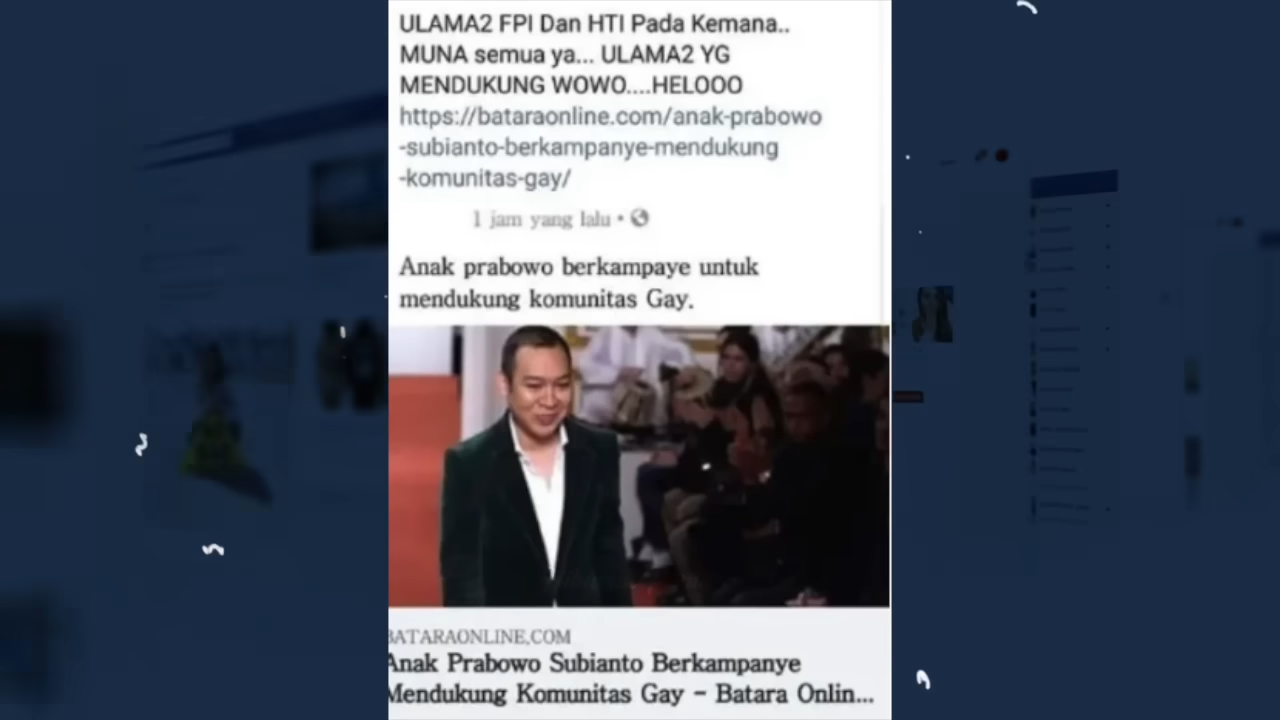 ULAMA2 FPI Dan HTI Pada Kemana..
MUNA semua ya... ULAMA2 YG
MENDUKUNG WOWO....HELOOO
https://bataraonline.com/anak-prabowo
-subianto-berkampanye-mendukung
-komunitas-gay/
1 jam yang lalu •
Anak prabowo berkampaye untuk
mendukung komunitas Gay.
BATARAONLINE.COM
Anak Prabowo Subianto Berkampanye
Mendukung Komunitas Gay – Batara Onlin...